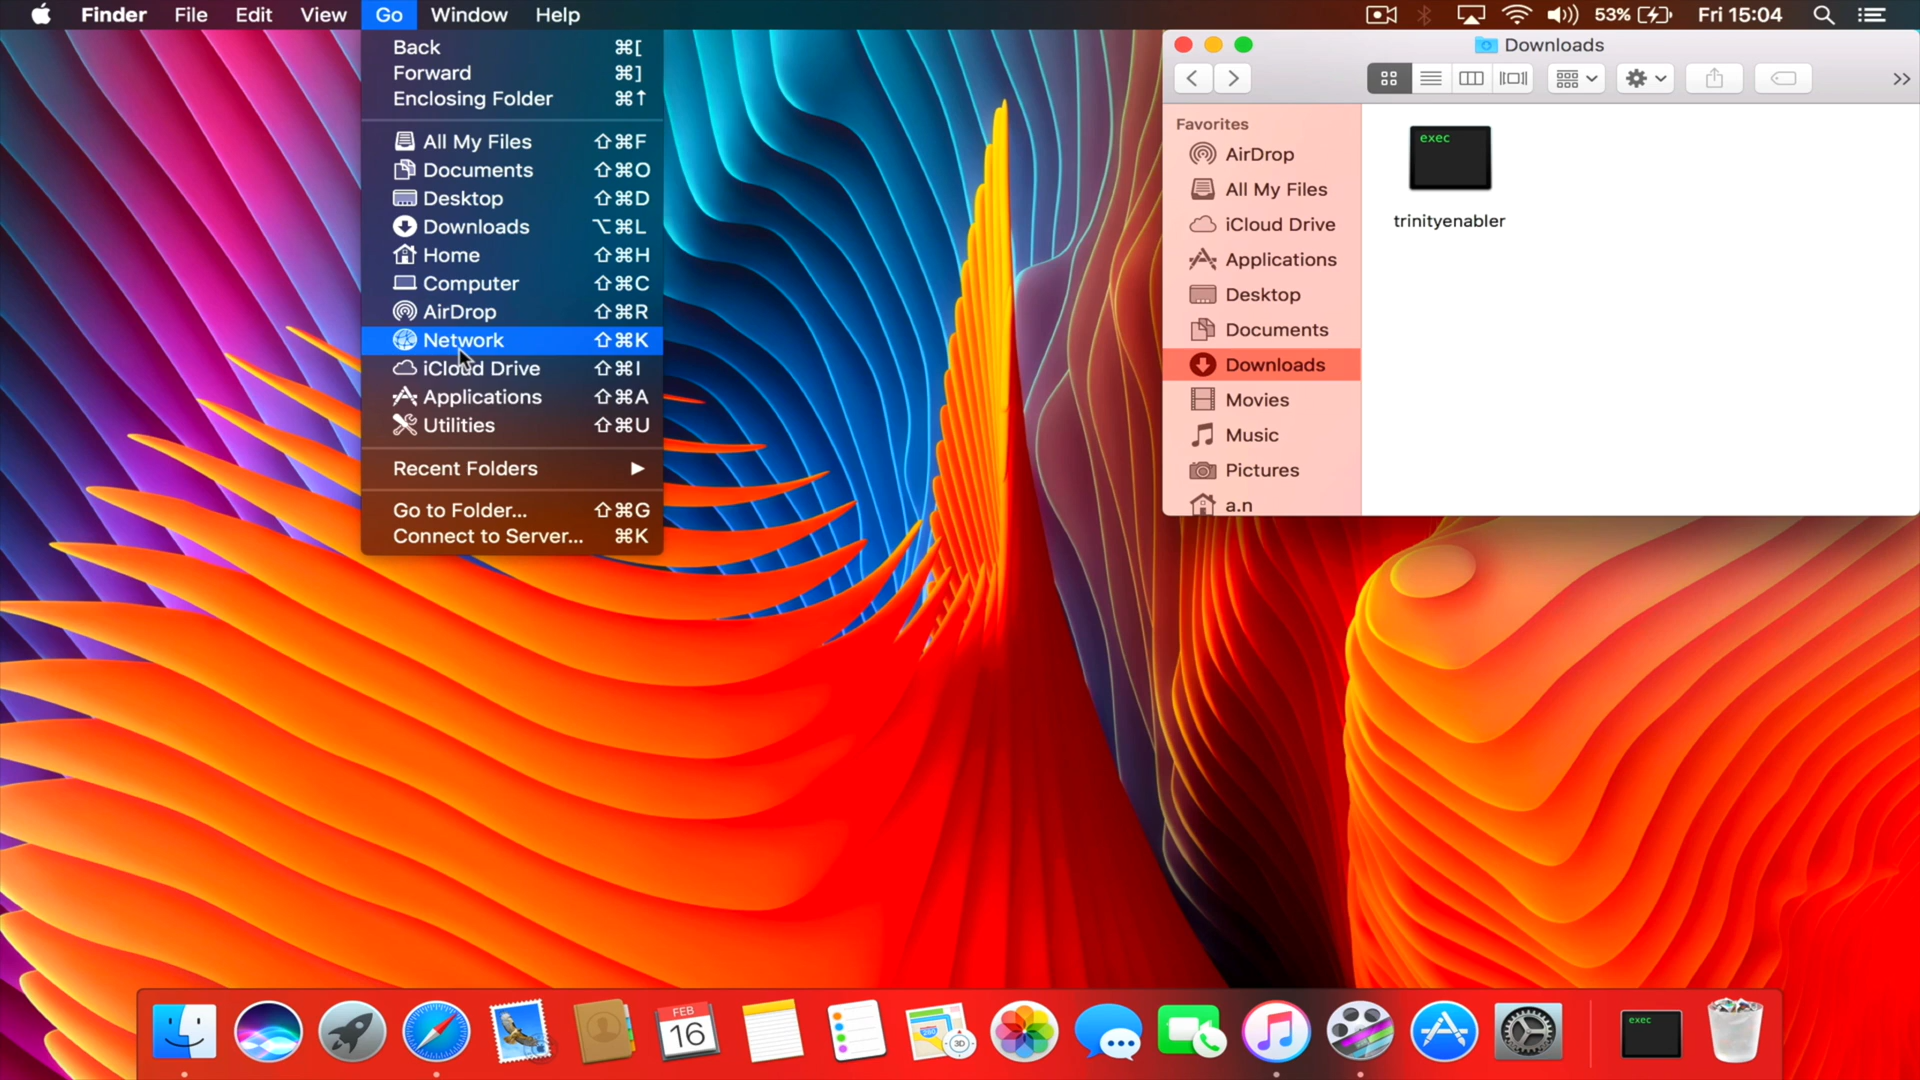 Finder File Edit View Go Window Help 53% Fri 15:04
Back ⌘[
Forward ⌘]
Enclosing Folder ⌘↑
All My Files ⇧⌘F
Documents ⇧⌘O
Desktop ⇧⌘D
Downloads ⌥⌘L
Home ⇧⌘H
Computer ⇧⌘C
AirDrop ⇧⌘R
Network ⇧⌘K
iCloud Drive ⇧⌘I
Applications ⇧⌘A
Utilities ⇧⌘U
Recent Folders ▶
Go to Folder... ⇧⌘G
Connect to Server... ⌘K
Downloads
Favorites
AirDrop
All My Files
iCloud Drive
Applications
Desktop
Documents
Downloads
Movies
Music
Pictures
a.n
exec
trinityenabler
FEB
16
280
3D
exec